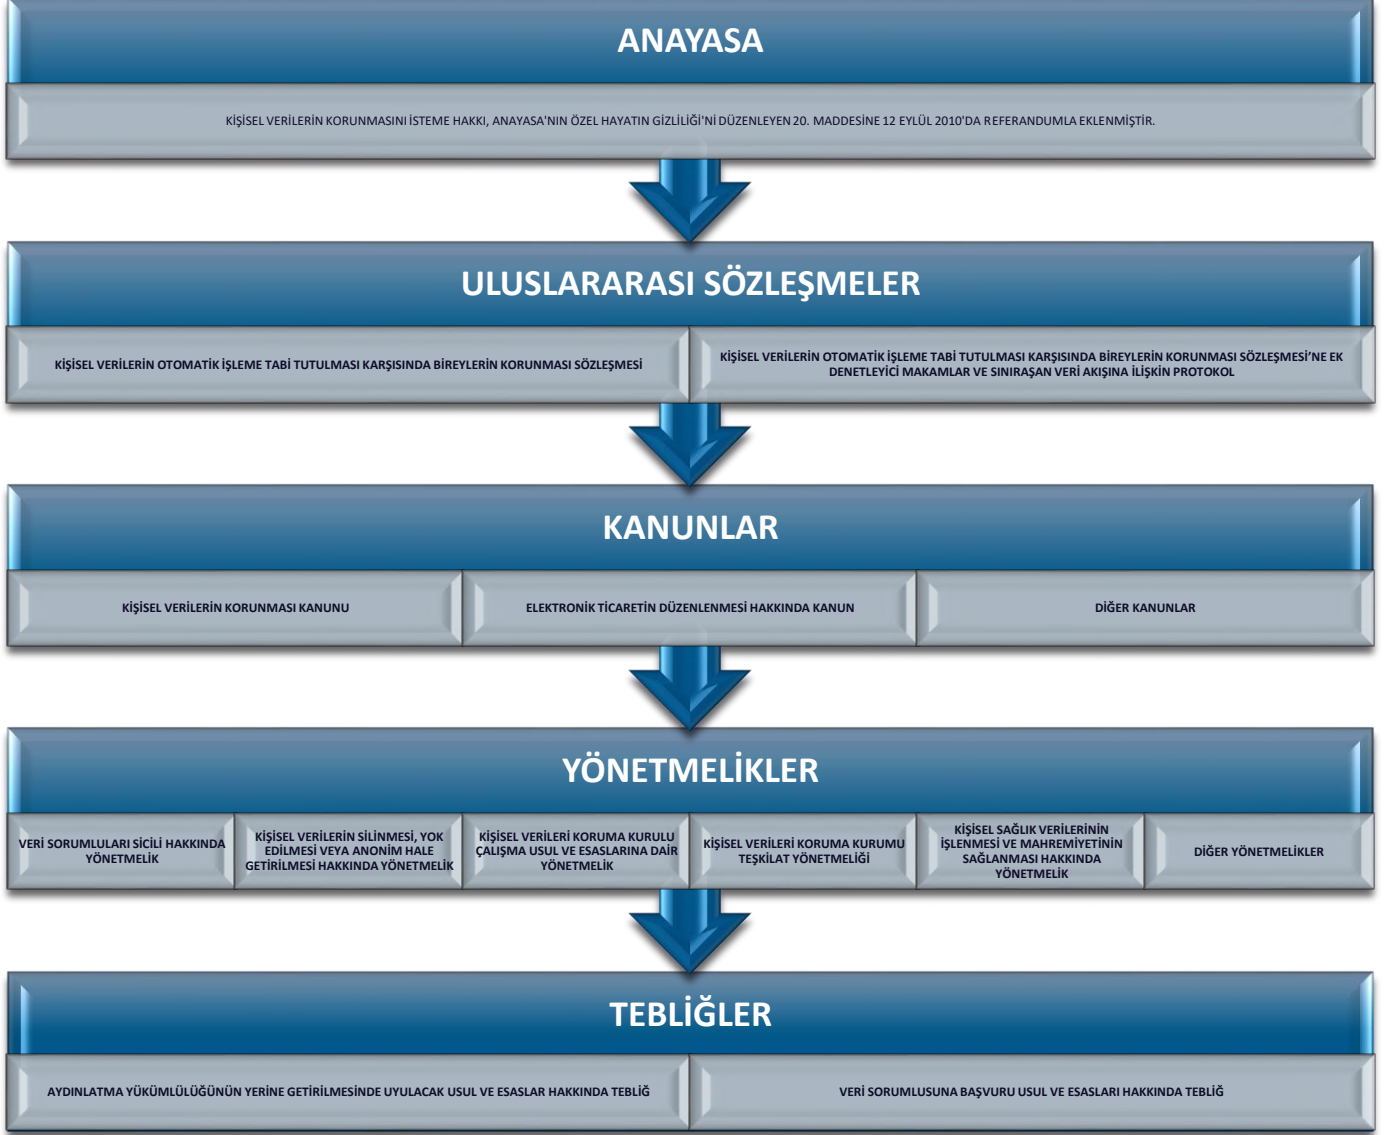 ANAYASA
KİŞİSEL VERİLERİN KORUNMASINI İSTEME HAKKI, ANAYASA'NIN ÖZEL HAYATIN GİZLİLİĞİ'Nİ DÜZENLEYEN 20. MADDESİNE 12 EYLÜL 2010'DA REFERANDUMLA EKLENMİŞTİR.
ULUSLARARASI SÖZLEŞMELER
KİŞİSEL VERİLERİN OTOMATİK İŞLEME TABİ TUTULMASI KARŞISINDA BİREYLERİN KORUNMASI SÖZLEŞMESİ
KİŞİSEL VERİLERİN OTOMATİK İŞLEME TABİ TUTULMASI KARŞISINDA BİREYLERİN KORUNMASI SÖZLEŞMESİ'NE EK
DENETLEYİCİ MAKAMLAR VE SINIRAŞAN VERİ AKIŞINA İLİŞKİN PROTOKOL
KANUNLAR
KİŞİSEL VERİLERİN KORUNMASI KANUNU
ELEKTRONİK TİCARETİN DÜZENLENMESİ HAKKINDA KANUN
DİĞER KANUNLAR
YÖNETMELİKLER
VERİ SORUMLULARI SİCİLİ HAKKINDA
YÖNETMELİK
KİŞİSEL VERİLERİN SİLİNMESİ, YOK
EDİLMESİ VEYA ANONİM HALE
GETİRİLMESİ HAKKINDA YÖNETMELİK
KİŞİSEL VERİLERİ KORUMA KURULU
ÇALIŞMA USUL VE ESASLARINA DAİR
YÖNETMELİK
KİŞİSEL VERİLERİ KORUMA KURUMU
TEŞKİLAT YÖNETMELİĞİ
KİŞİSEL SAĞLIK VERİLERİNİN
İŞLENMESİ VE MAHREMİYETİNİN
SAĞLANMASI HAKKINDA
YÖNETMELİK
DİĞER YÖNETMELİKLER
TEBLİĞLER
AYDINLATMA YÜKÜMLÜLÜĞÜNÜN YERİNE GETİRİLMESİNDE UYULACAK USUL VE ESASLAR HAKKINDA TEBLİĞ
VERİ SORUMLUSUNA BAŞVURU USUL VE ESASLARI HAKKINDA TEBLİĞ